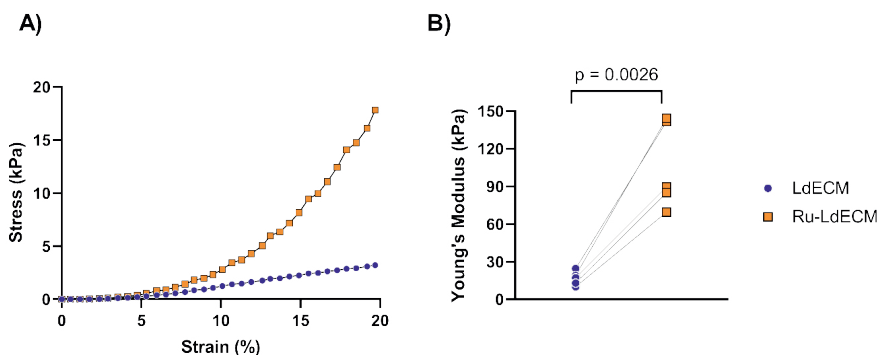 A)
B)
p = 0.0026
20
15
10
5
0
Stress (kPa)
0
5
10
15
20
Strain (%)
150
120
90
60
30
0
Young's Modulus (kPa)
LdECM
Ru-LdECM